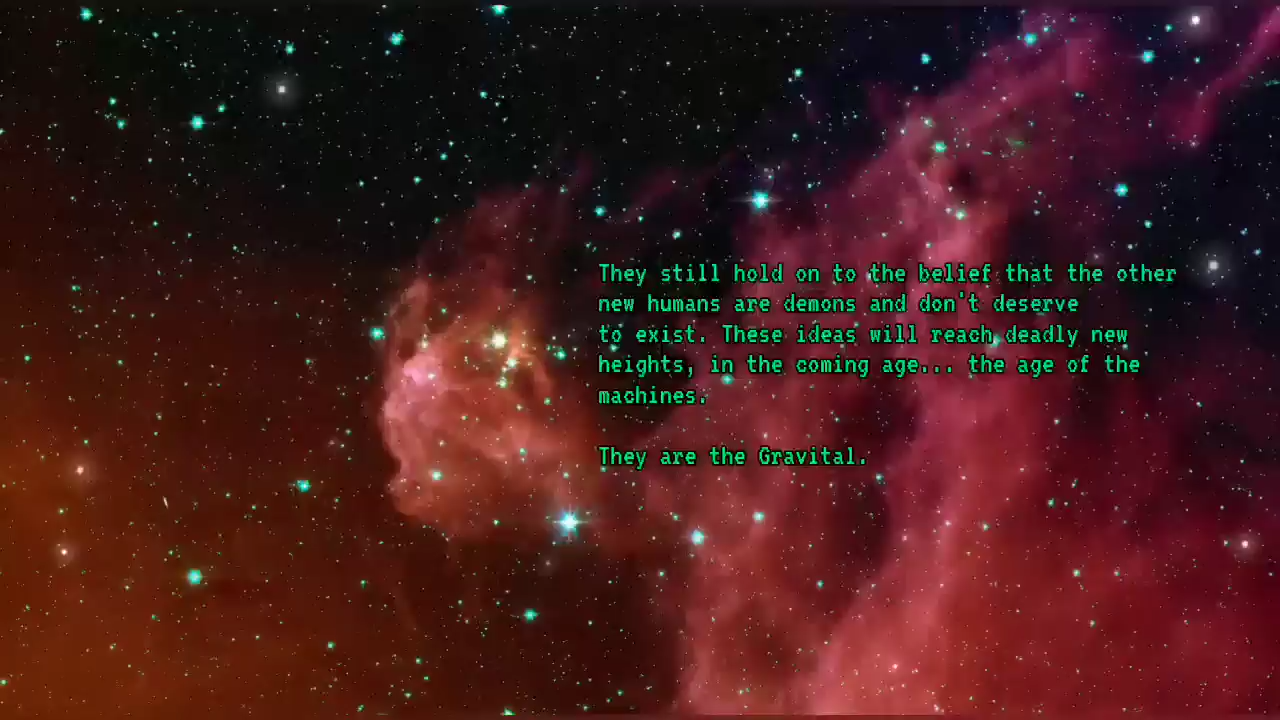 They still hold on to the belief that the other
new humans are demons and don't deserve
to exist. These ideas will reach deadly new
heights, in the coming age... the age of the
machines.
They are the Gravital.